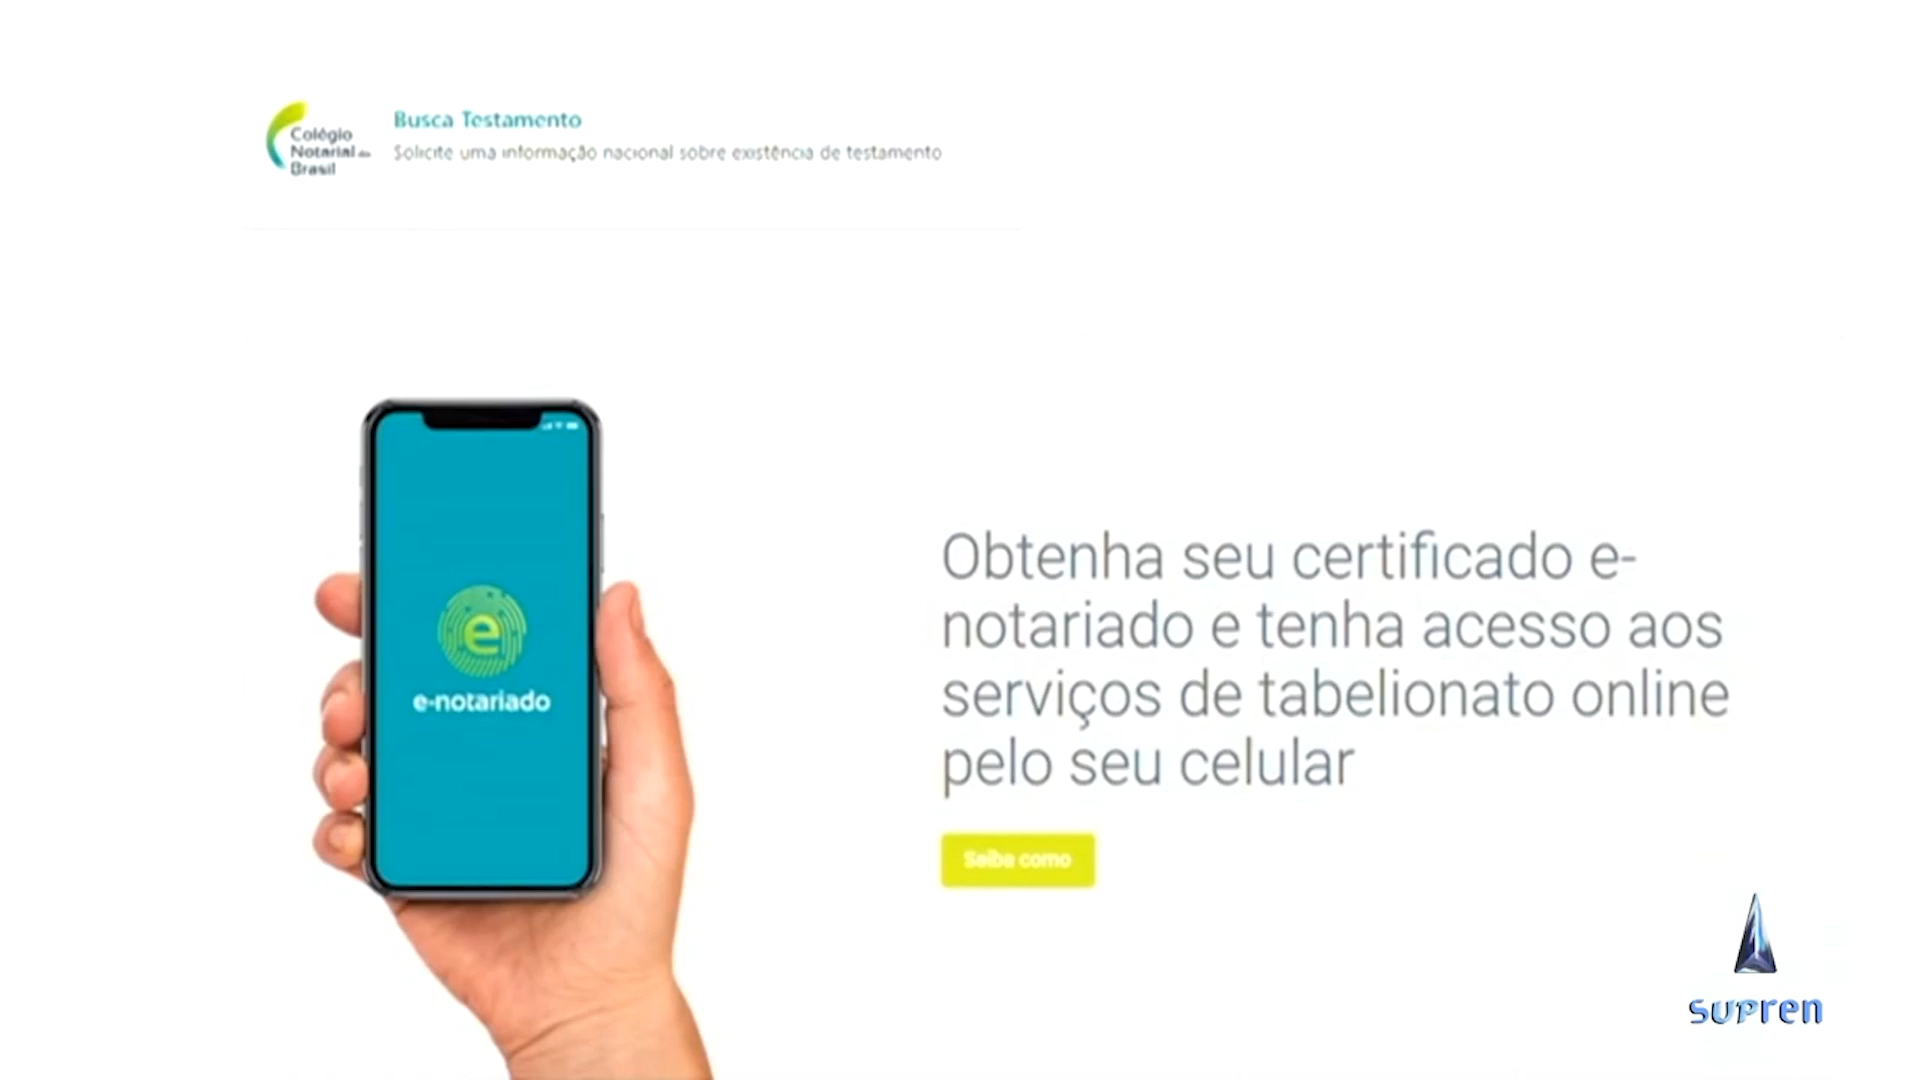 Colégio
Notarial do
Brasil
Busca Testamento
Solicite uma informação nacional sobre existência de testamento
e
e-notariado
Obtenha seu certificado e-
notariado e tenha acesso aos
serviços de tabelionato online
pelo seu celular
Saiba como
supren